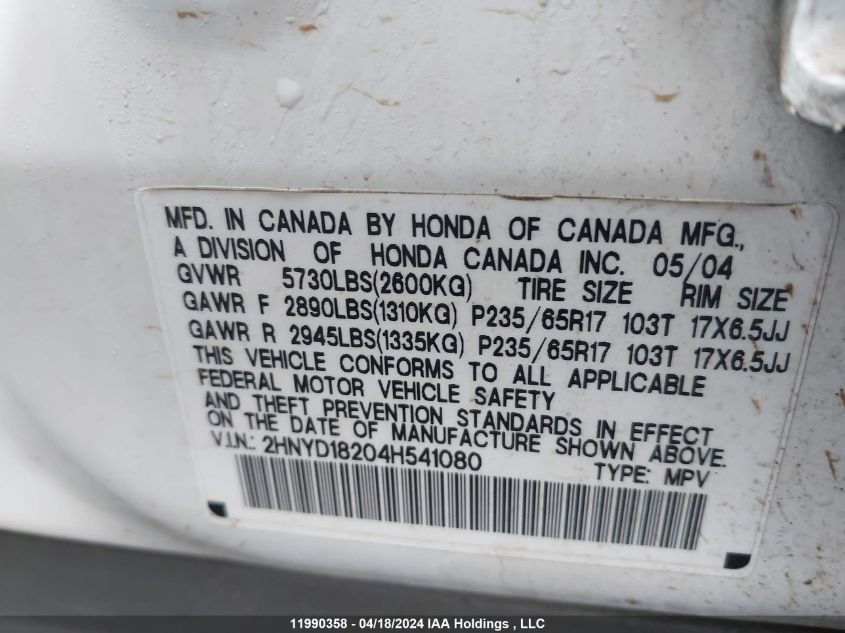 MFD. IN CANADA BY HONDA OF CANADA MFG.,
A DIVISION OF HONDA CANADA INC. 05/04
GVWR 5730LBS(2600KG) TIRE SIZE RIM SIZE
GAWR F 2890LBS(1310KG) P235/65R17 103T 17X6.5JJ
GAWR R 2945LBS(1335KG) P235/65R17 103T 17X6.5JJ
THIS VEHICLE CONFORMS TO ALL APPLICABLE
FEDERAL MOTOR VEHICLE SAFETY
AND THEFT PREVENTION STANDARDS IN EFFECT
ON THE DATE OF MANUFACTURE SHOWN ABOVE.
V.I.N.: 2HNYD18204H541080 TYPE: MPV
11990358 - 04/18/2024 IAA Holdings , LLC